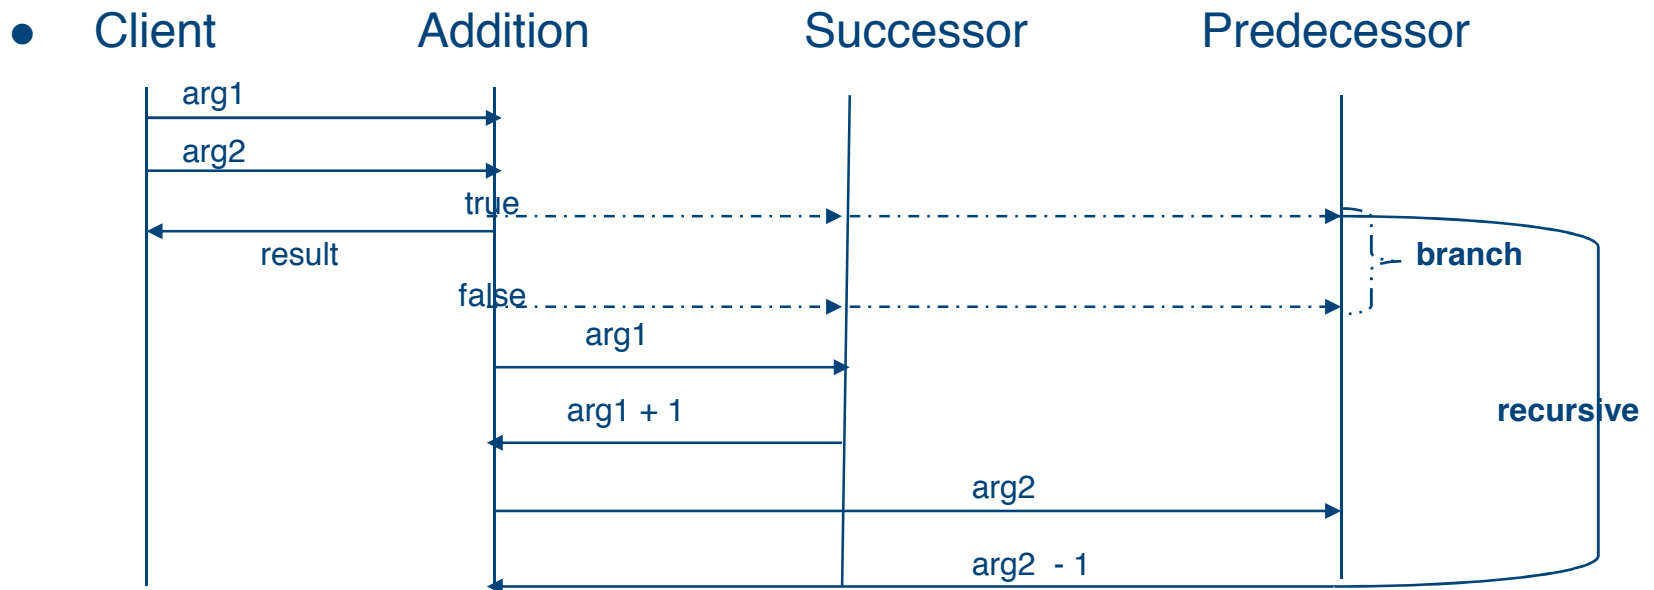 • Client Addition Successor Predecessor
arg1
arg2
true
result
branch
false
arg1
arg1 + 1
recursive
arg2
arg2 - 1